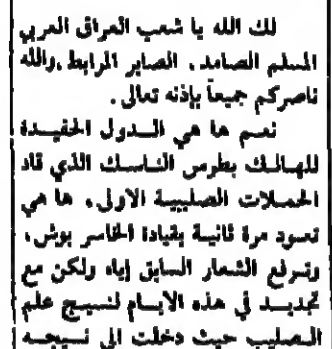 لك الله يا شعب العراق العربي
المسلم الصامد، الصابر المرابط، والله
ناصركم جميعاً بإذنه تعالى.
نعم ها هي الدول الحفيدة
للهالك بطرس الناسك الذي قاد
الحملات الصليبية الاولى، ها هي
تعود مرة ثانية بقيادة الخاسر بوش،
وترفع الشعار السابق إياه ولكن مع
تجديد في هذه الايام لنسيج علم
الصليب حيث دخلت الى نسيجه